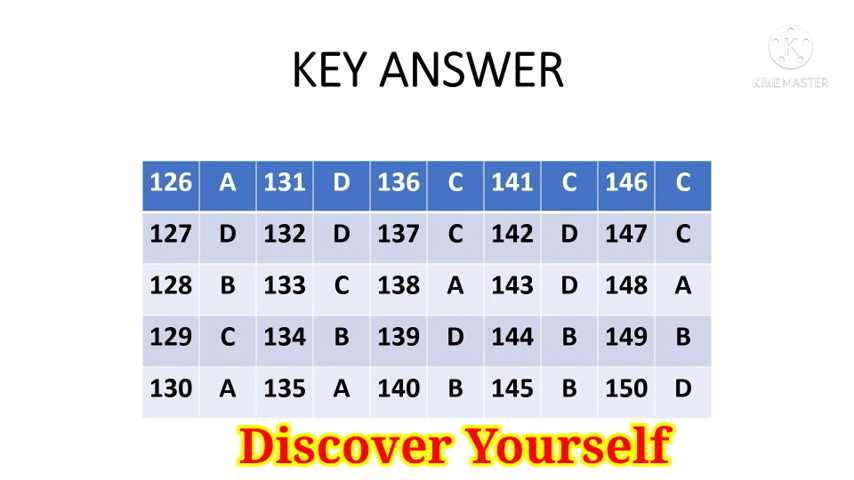 KEY ANSWER
KINEMASTER
126 A 131 D 136 C 141 C 146 C
127 D 132 D 137 C 142 D 147 C
128 B 133 C 138 A 143 D 148 A
129 C 134 B 139 D 144 B 149 B
130 A 135 A 140 B 145 B 150 D
Discover Yourself